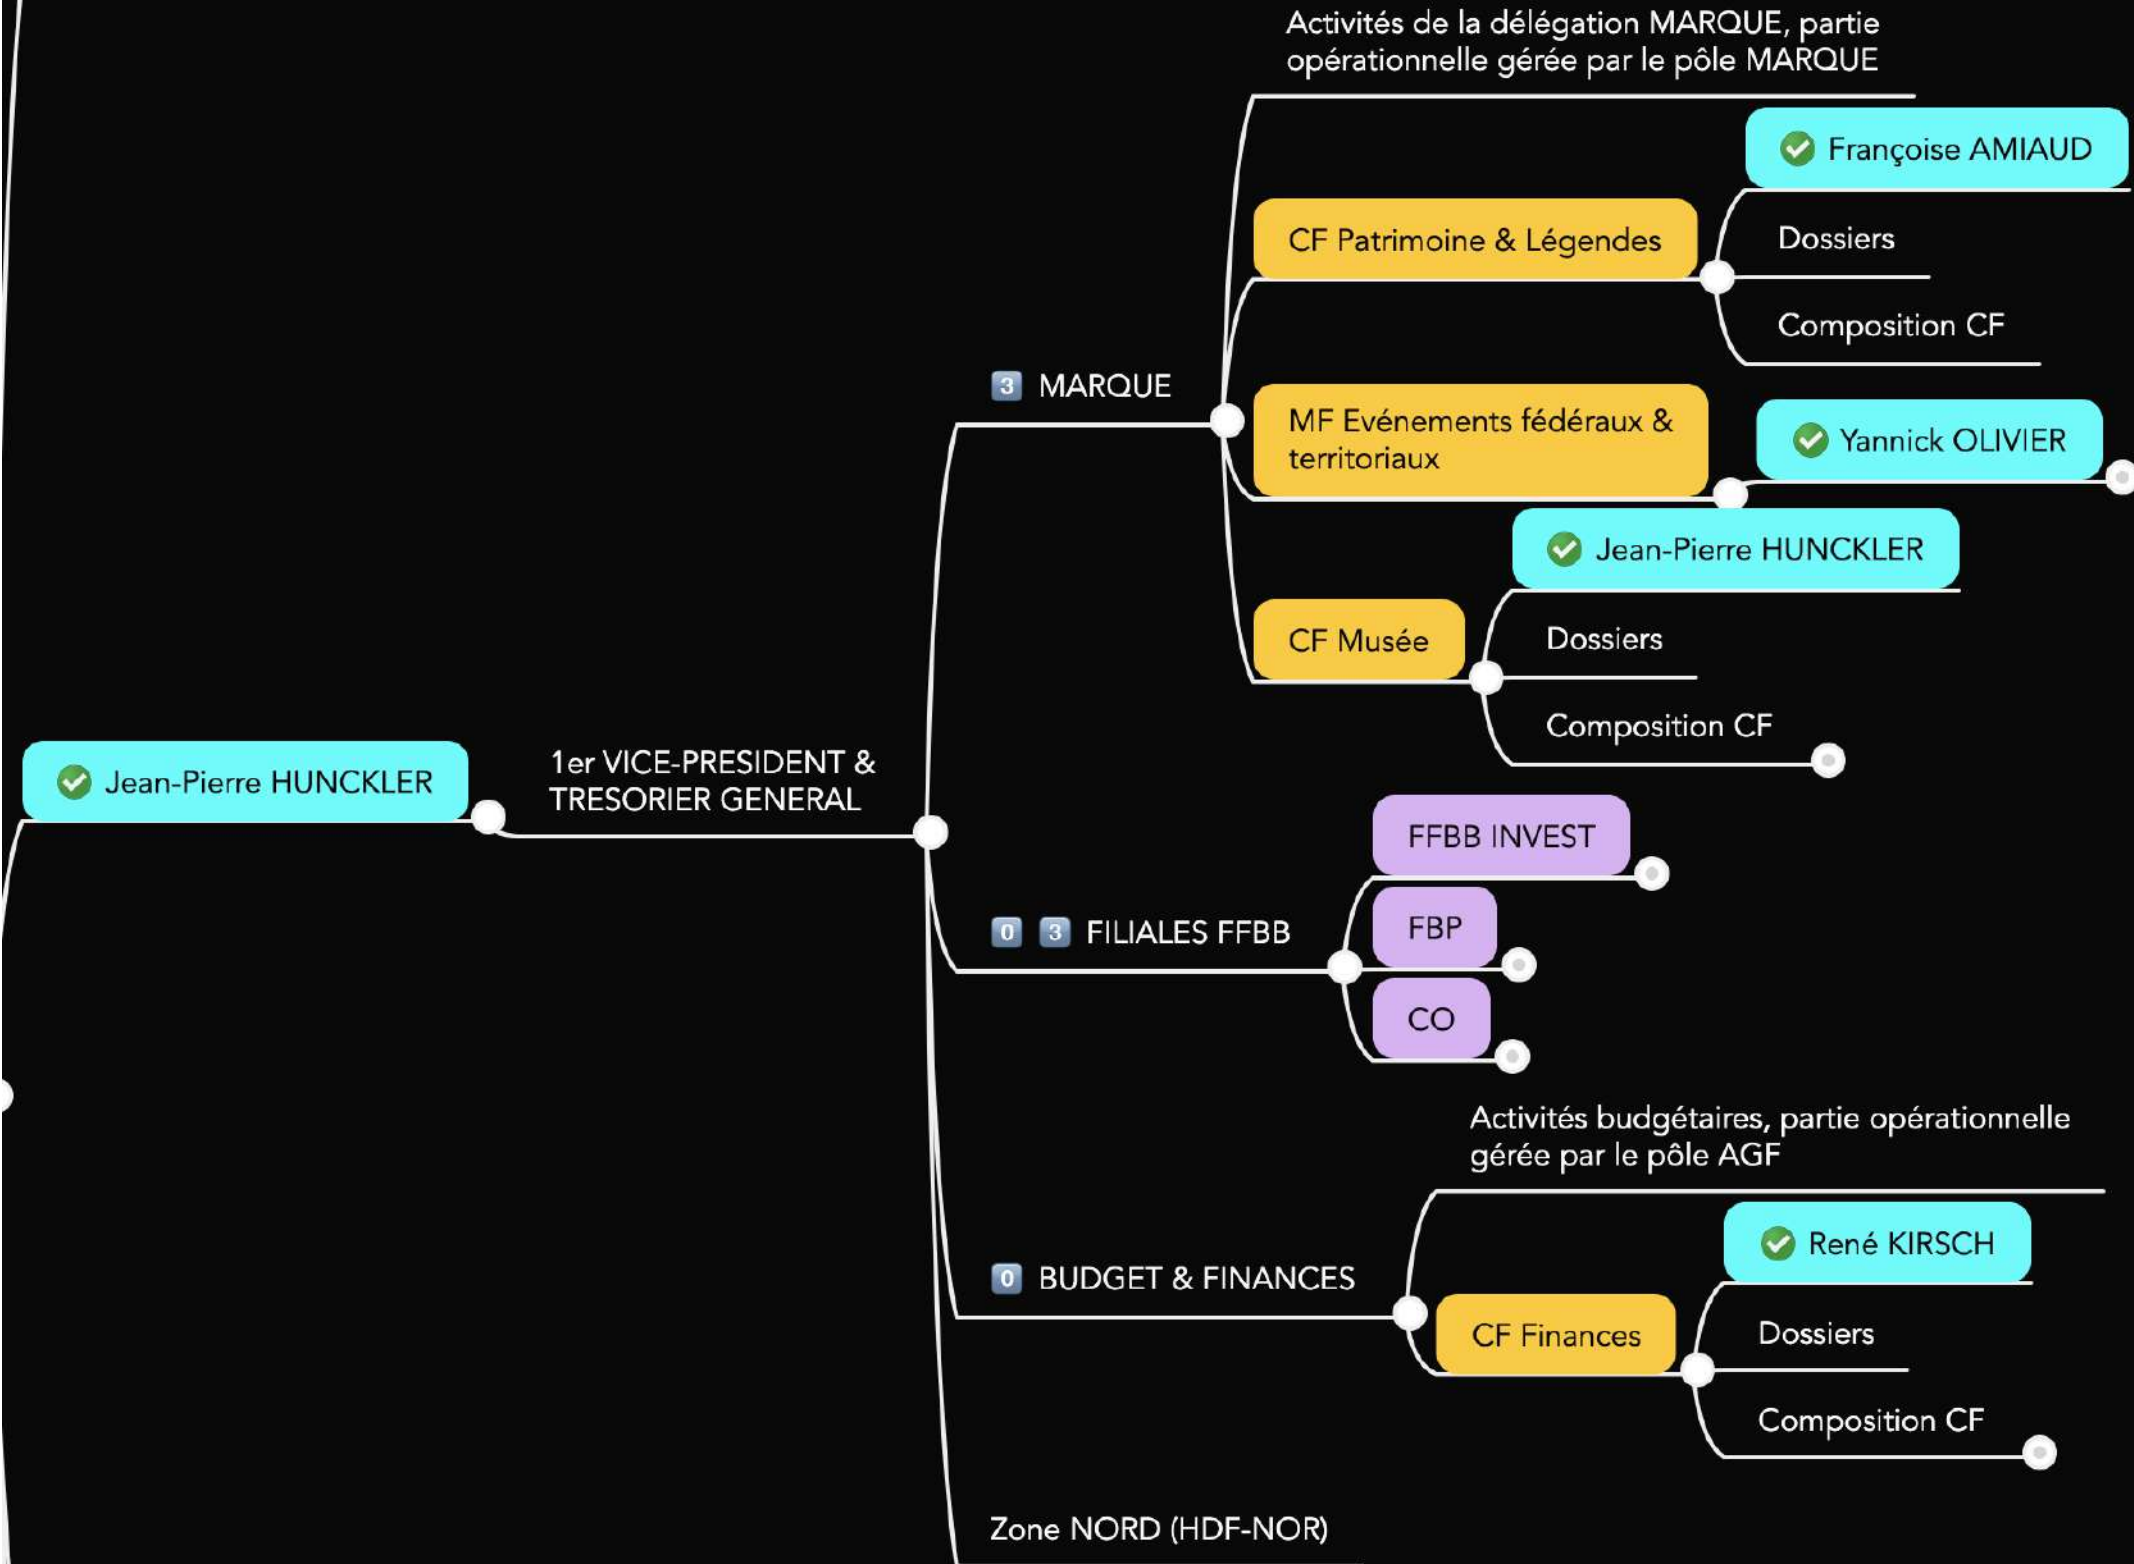 Activités de la délégation MARQUE, partie
opérationnelle gérée par le pôle MARQUE
Françoise AMIAUD
CF Patrimoine & Légendes
Dossiers
Composition CF
3 MARQUE
MF Evénements fédéraux &
territoriaux
Yannick OLIVIER
Jean-Pierre HUNCKLER
CF Musée
Dossiers
Composition CF
Jean-Pierre HUNCKLER
1er VICE-PRESIDENT &
TRESORIER GENERAL
FFBB INVEST
0 3 FILIALES FFBB
FBP
CO
Activités budgétaires, partie opérationnelle
gérée par le pôle AGF
René KIRSCH
0 BUDGET & FINANCES
CF Finances
Dossiers
Composition CF
Zone NORD (HDF-NOR)